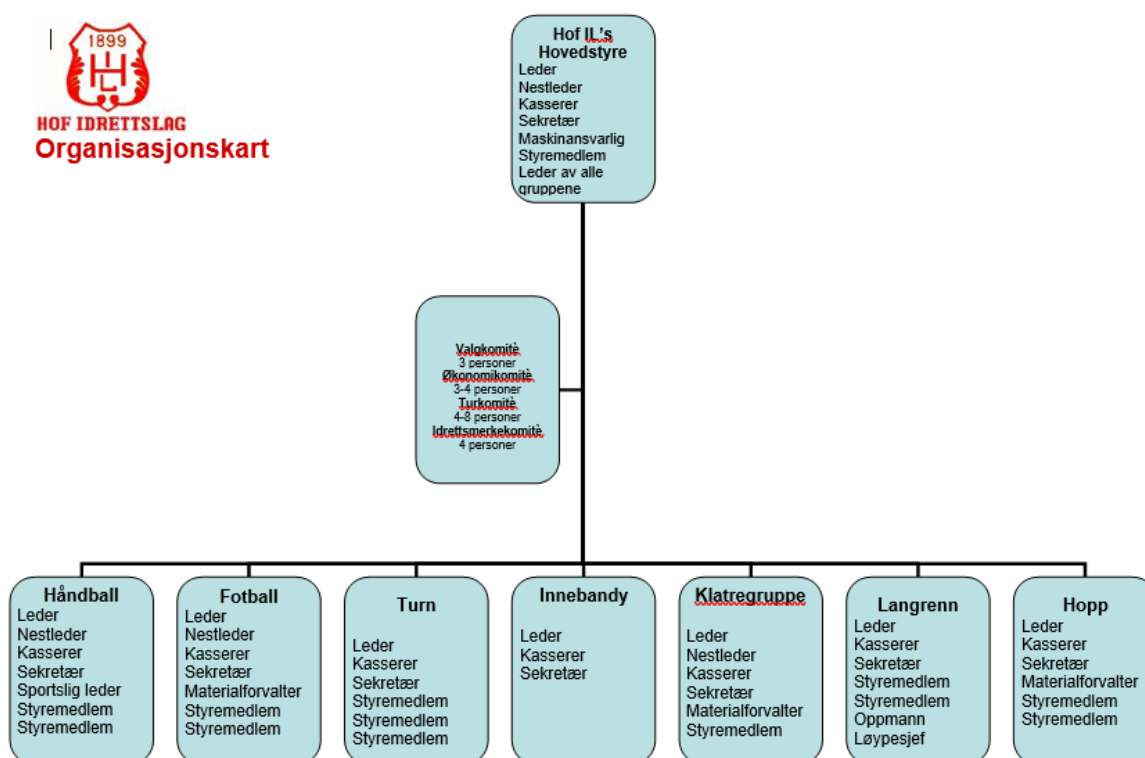 1899
HIL
HOF IDRETTSLAG
Organisasjonskart
Hof IL's
Hovedstyre
Leder
Nestleder
Kasserer
Sekretær
Maskinansvarlig
Styremedlem
Leder av alle
gruppene
Valgkomitè
3 personer
Økonomikomitè
3-4 personer
Turkomitè
4-8 personer
Idrettsmerkekomitè
4 personer
Håndball
Leder
Nestleder
Kasserer
Sekretær
Sportslig leder
Styremedlem
Styremedlem
Fotball
Leder
Nestleder
Kasserer
Sekretær
Materialforvalter
Styremedlem
Styremedlem
Turn
Leder
Kasserer
Sekretær
Styremedlem
Styremedlem
Styremedlem
Innebandy
Leder
Kasserer
Sekretær
Klatregruppe
Leder
Nestleder
Kasserer
Sekretær
Materialforvalter
Styremedlem
Langrenn
Leder
Kasserer
Sekretær
Styremedlem
Styremedlem
Oppmann
Løypesjef
Hopp
Leder
Kasserer
Sekretær
Materialforvalter
Styremedlem
Styremedlem